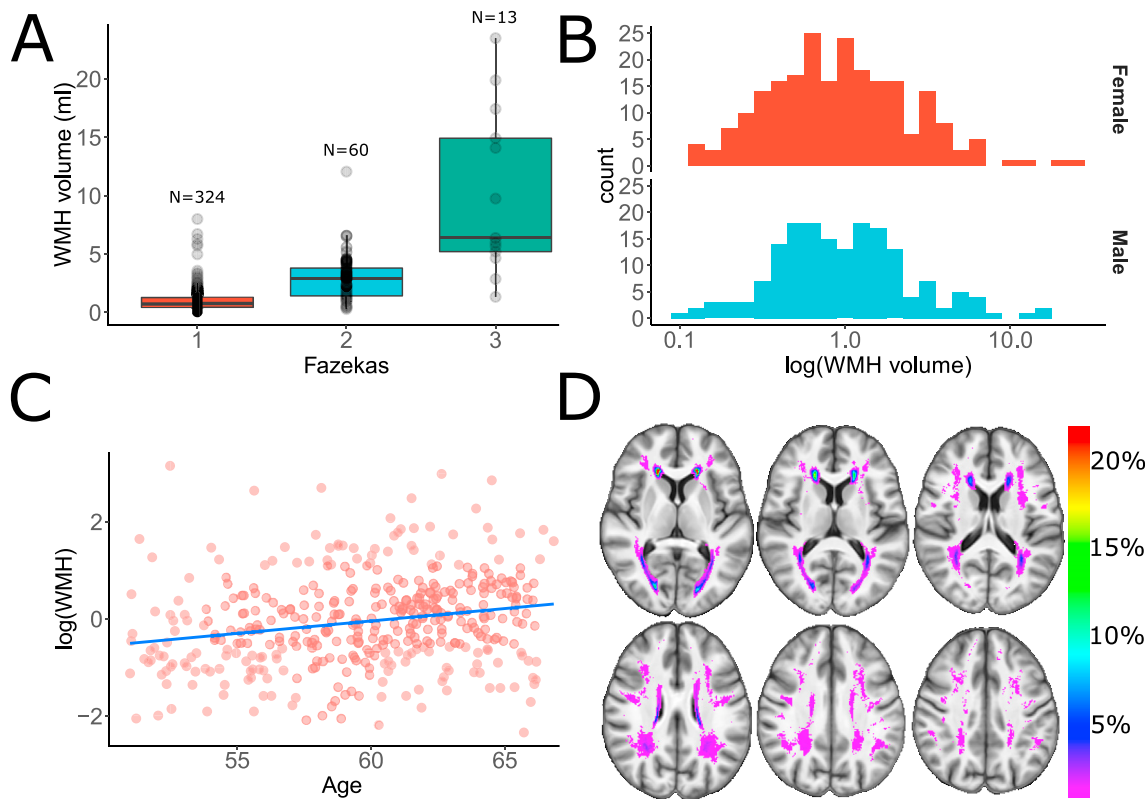 A
WMH volume (ml)
20
15
10
5
0
N=324
N=60
N=13
1
2
3
Fazekas
B
count
25
20
15
10
5
0
Female
25
20
15
10
5
0
Male
0.1
1.0
10.0
log(WMH volume)
C
log(WMH)
2
0
−2
55
60
65
Age
D
20%
15%
10%
5%